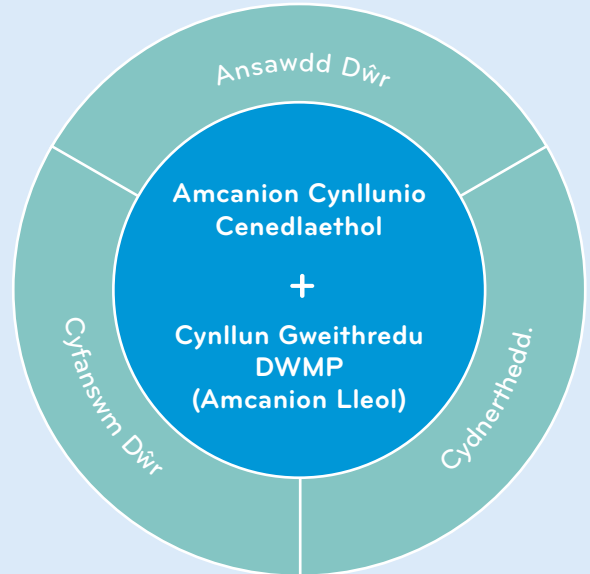 Ansawdd Dŵr
Amcanion Cynllunio
Cenedlaethol
+
Cynllun Gweithredu
DWMP
(Amcanion Lleol)
Cyfanswm Dŵr
Cydnerthedd.